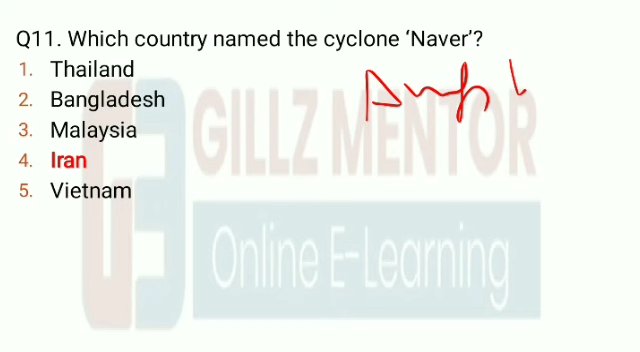 Q11. Which country named the cyclone ‘Naver’?
1. Thailand
2. Bangladesh
3. Malaysia
4. Iran
5. Vietnam
GILLZ MENTOR
Online E-Learning